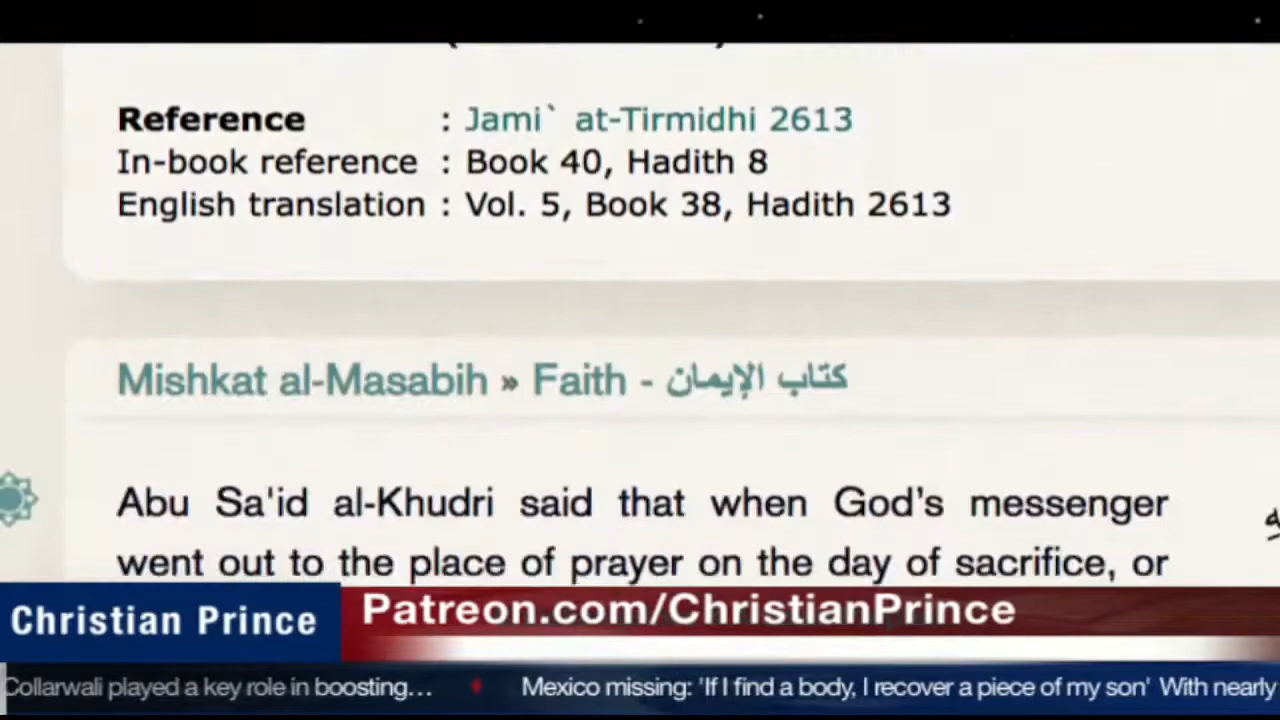 Reference : Jami` at-Tirmidhi 2613
In-book reference : Book 40, Hadith 8
English translation : Vol. 5, Book 38, Hadith 2613
Mishkat al-Masabih » Faith - كتاب الإيمان
Abu Sa'id al-Khudri said that when God's messenger
went out to the place of prayer on the day of sacrifice, or
Christian Prince
Patreon.com/ChristianPrince
Collarwali played a key role in boosting... ♦ Mexico missing: 'If I find a body, I recover a piece of my son' With nearly